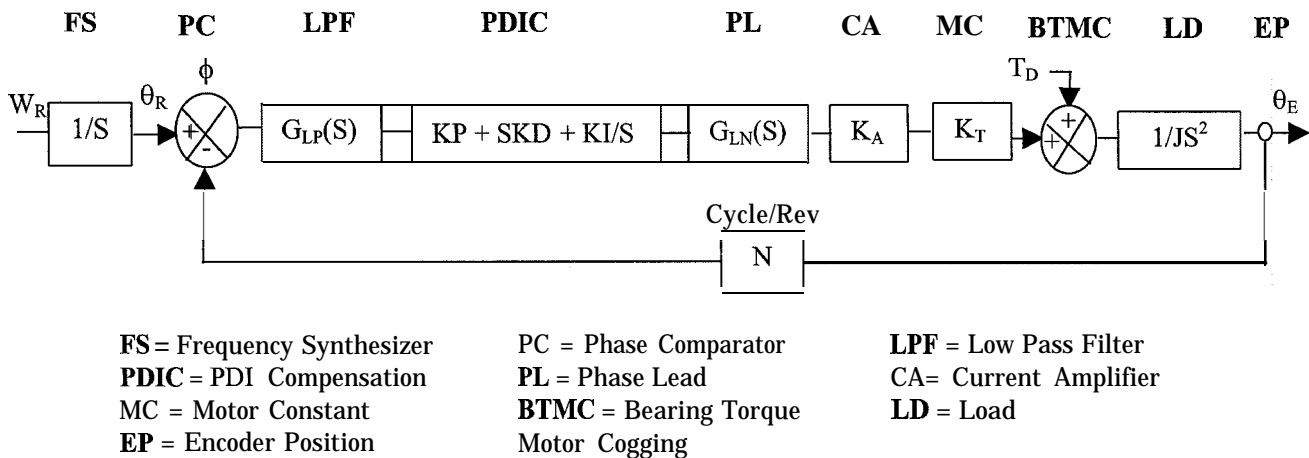 FS PC LPF PDIC PL CA MC BTMC LD EP
ϕ
T_D
W_R θ_R θ_E
1/S + - G_LP(S) KP + SKD + KI/S G_LN(S) K_A K_T + + 1/JS²
Cycle/Rev
N
FS = Frequency Synthesizer PC = Phase Comparator LPF = Low Pass Filter
PDIC = PDI Compensation PL = Phase Lead CA= Current Amplifier
MC = Motor Constant BTMC = Bearing Torque LD = Load
EP = Encoder Position Motor Cogging